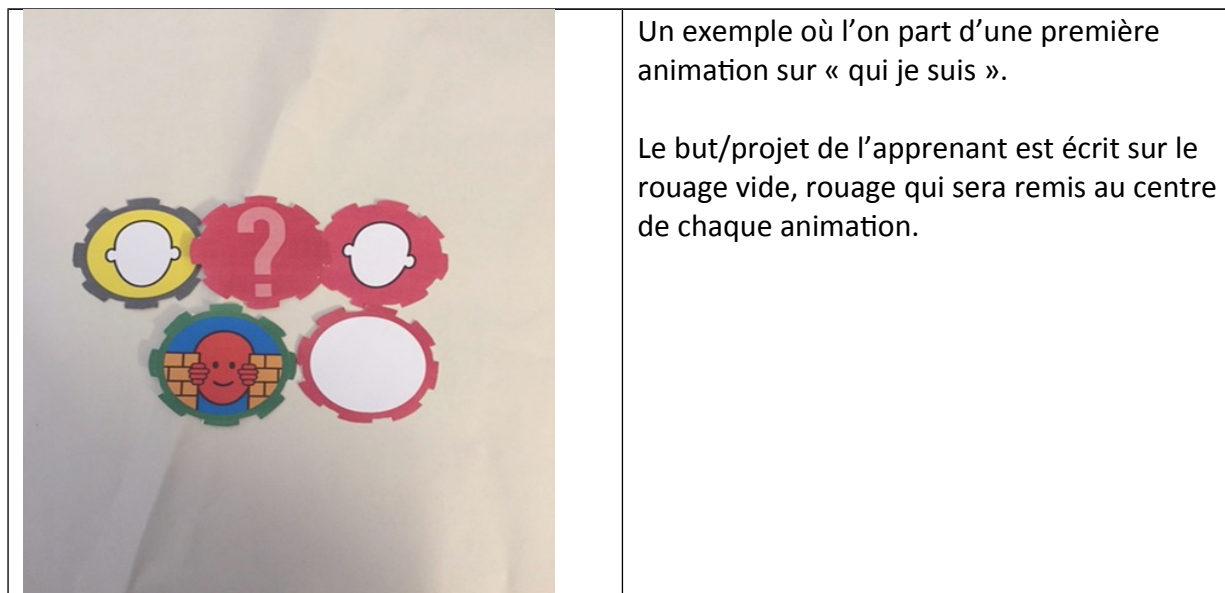 ?
Un exemple où l’on part d’une première
animation sur « qui je suis ».
Le but/projet de l’apprenant est écrit sur le
rouage vide, rouage qui sera remis au centre
de chaque animation.